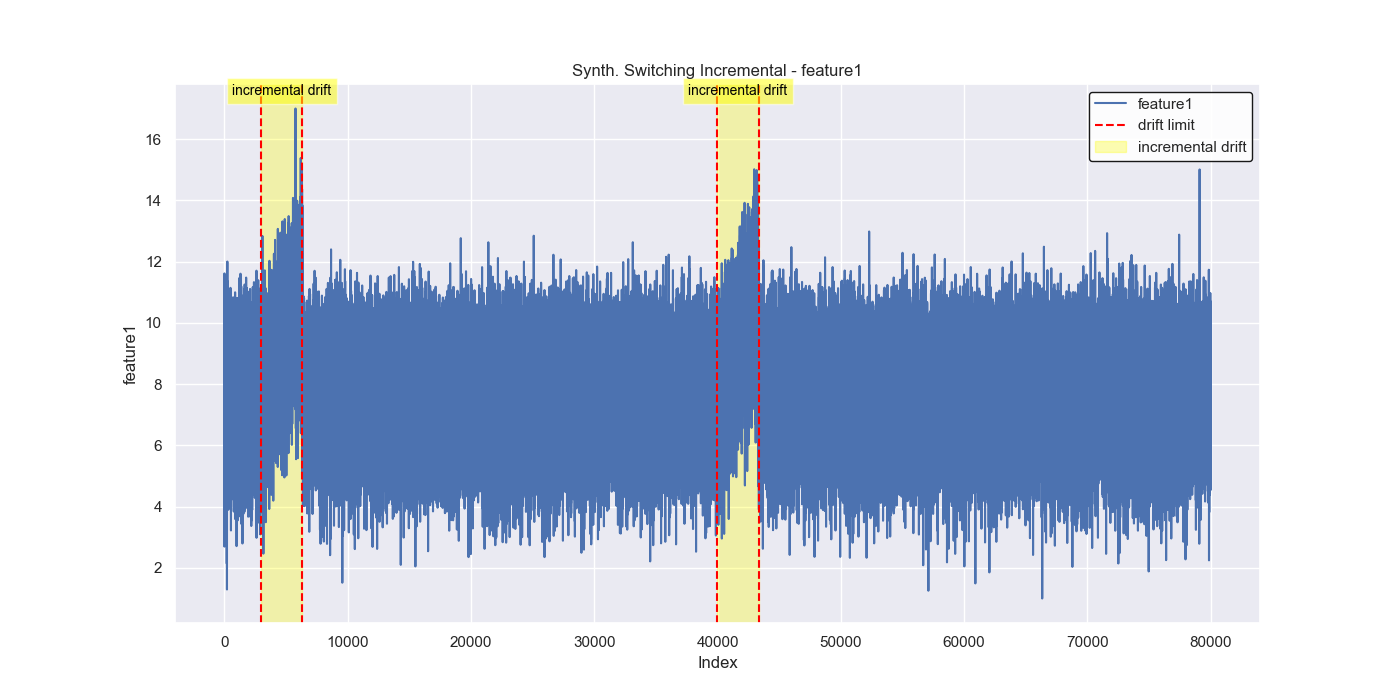 Synth. Switching Incremental - feature1
incremental drift
incremental drift
feature1
drift limit
incremental drift
16
14
12
10
8
6
4
2
feature1
0 10000 20000 30000 40000 50000 60000 70000 80000
Index